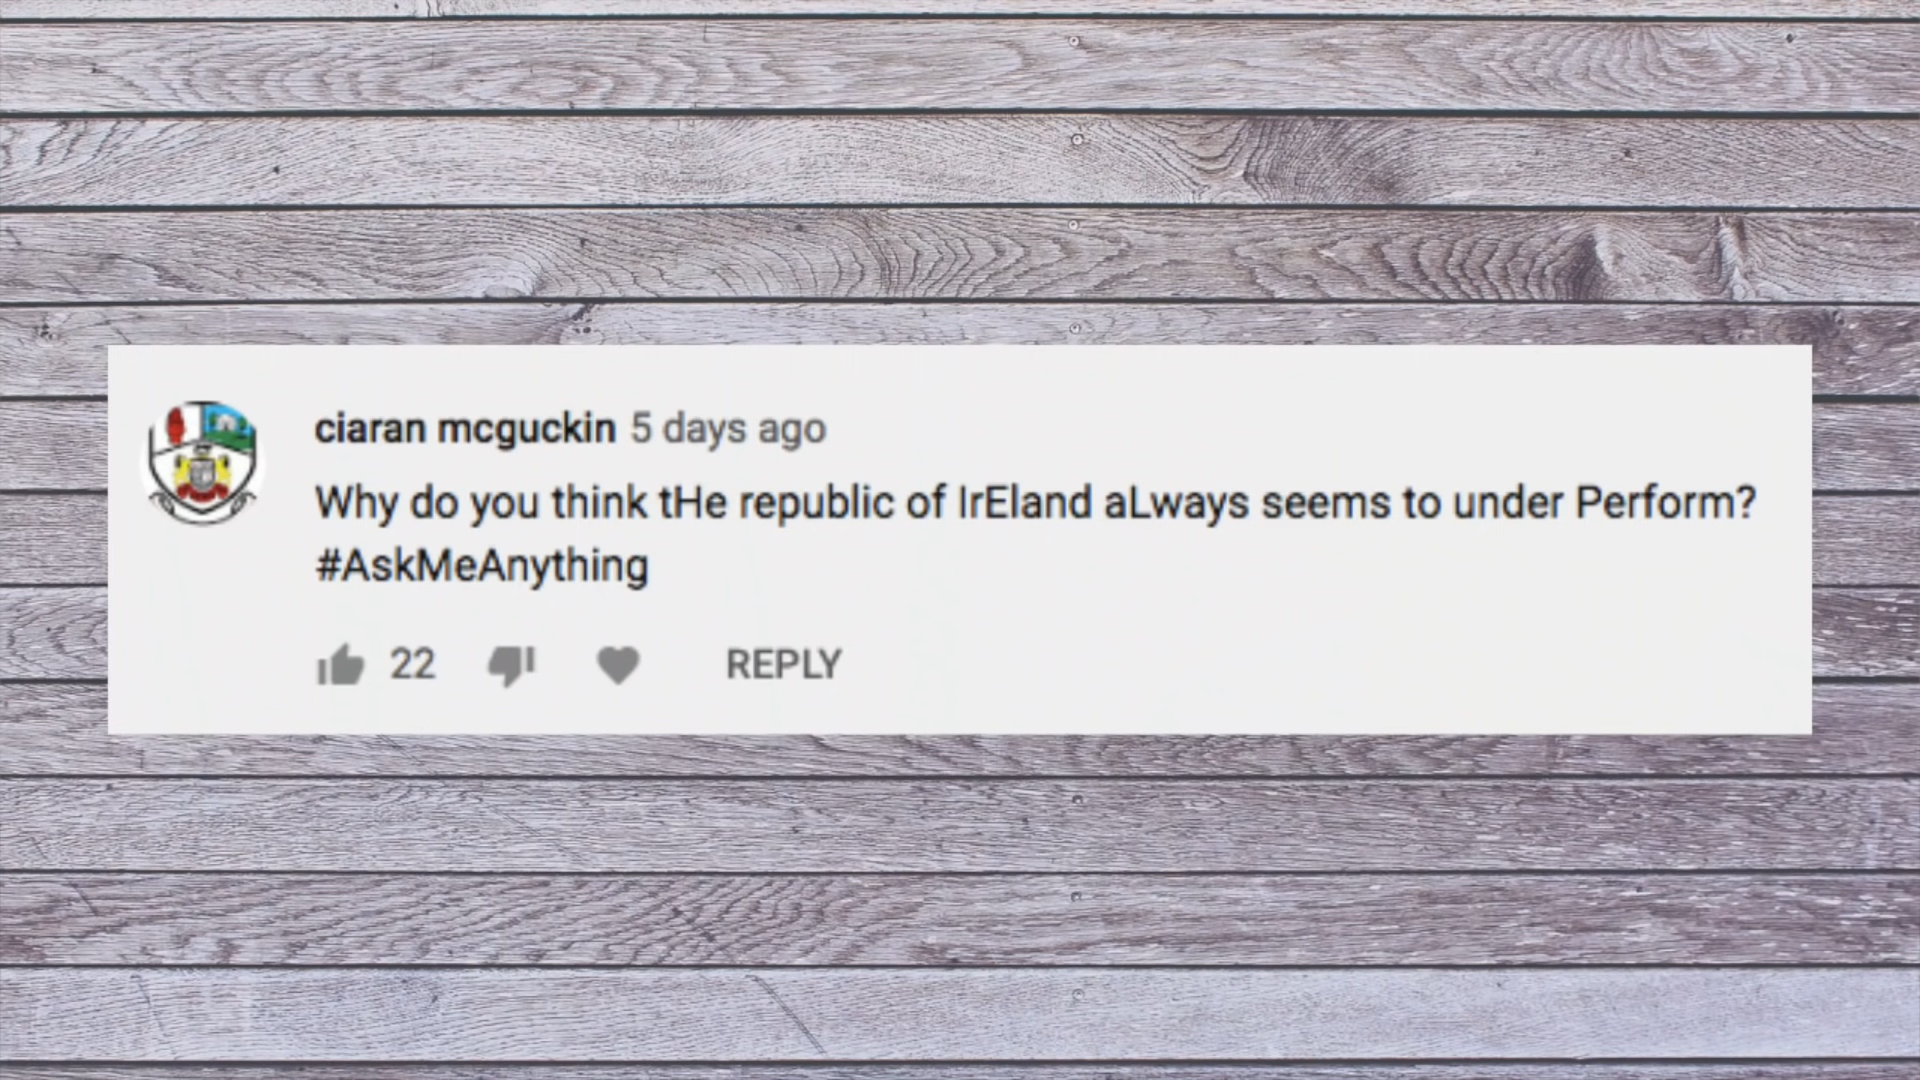 ciaran mcguckin 5 days ago
Why do you think tHe republic of IrEland aLways seems to under Perform?
#AskMeAnything
22 REPLY